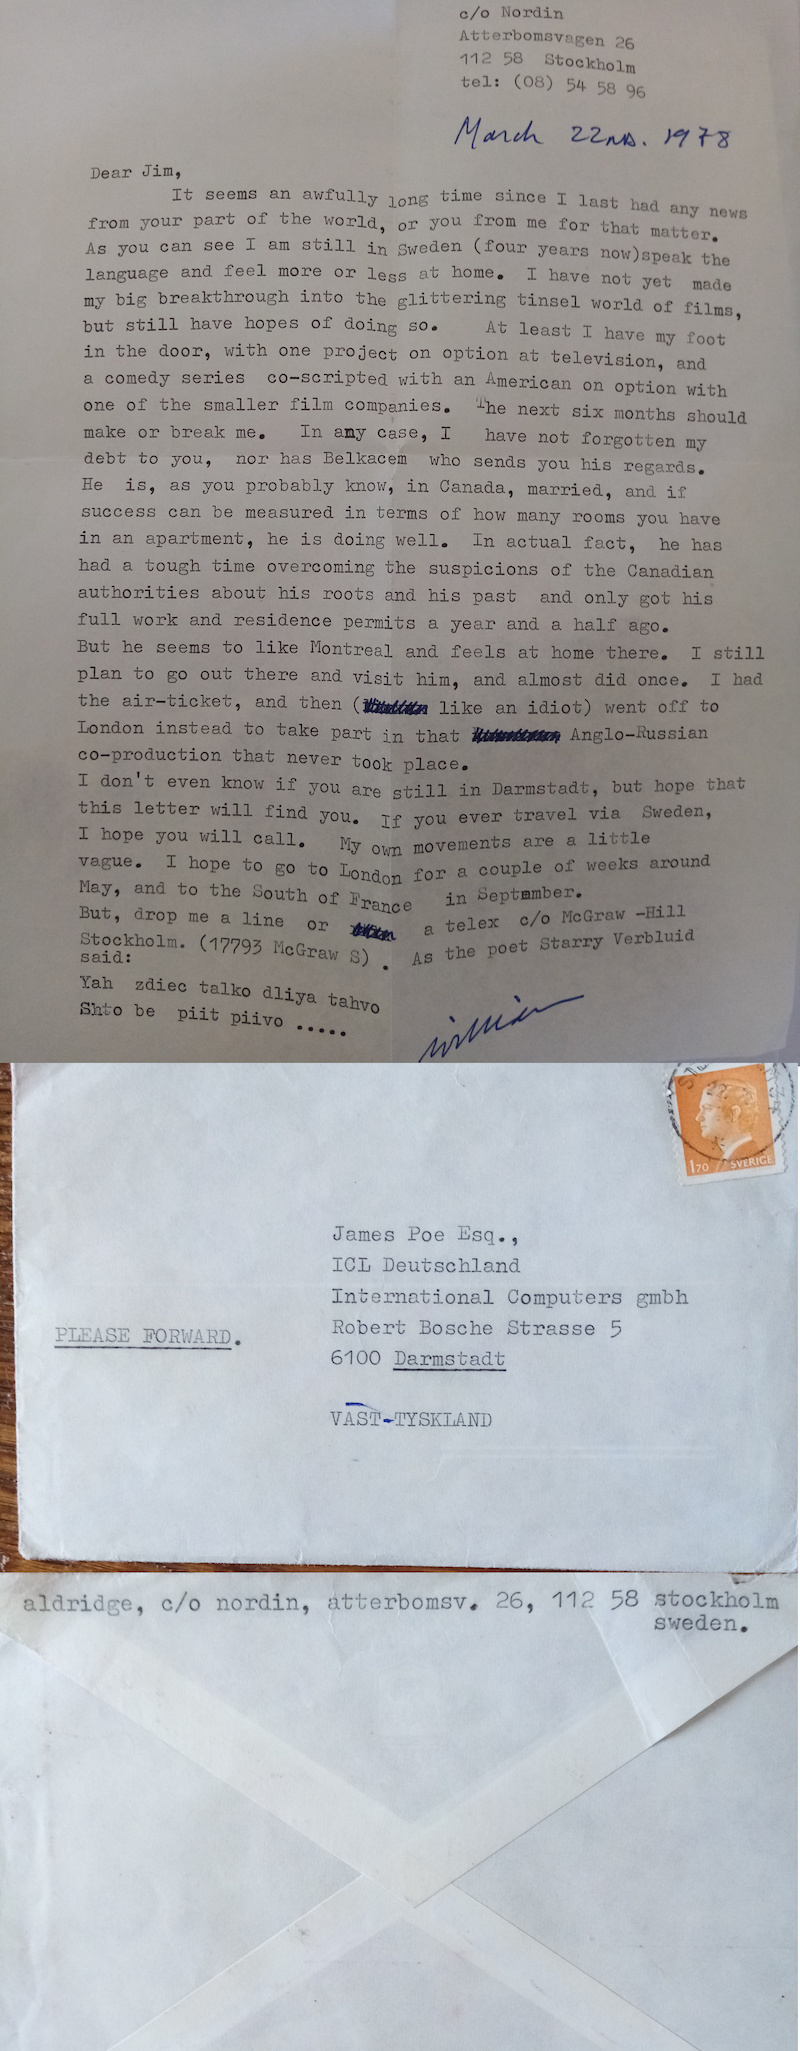 c/o Nordin
Atterbomsvagen 26
112 58 Stockholm
tel: (08) 54 58 96
March 22nd. 1978
Dear Jim,
It seems an awfully long time since I last had any news
from your part of the world, or you from me for that matter.
As you can see I am still in Sweden (four years now)speak the
language and feel more or less at home. I have not yet made
my big breakthrough into the glittering tinsel world of films,
but still have hopes of doing so. At least I have my foot
in the door, with one project on option at television, and
a comedy series co-scripted with an American on option with
one of the smaller film companies. The next six months should
make or break me. In any case, I have not forgotten my
debt to you, nor has Belkacem who sends you his regards.
He is, as you probably know, in Canada, married, and if
success can be measured in terms of how many rooms you have
in an apartment, he is doing well. In actual fact, he has
had a tough time overcoming the suspicions of the Canadian
authorities about his roots and his past and only got his
full work and residence permits a year and a half ago.
But he seems to like Montreal and feels at home there. I still
plan to go out there and visit him, and almost did once. I had
the air-ticket, and then ( like an idiot) went off to
London instead to take part in that Anglo-Russian
co-production that never took place.
I don't even know if you are still in Darmstadt, but hope that
this letter will find you. If you ever travel via Sweden,
I hope you will call. My own movements are a little
vague. I hope to go to London for a couple of weeks around
May, and to the South of France in September.
But, drop me a line or a telex c/o McGraw -Hill
Stockholm. (17793 McGraw S) . As the poet Starry Verbluid
said:
Yah zdiec talko dliya tahvo
Shto be piit piivo .....
william
1.70 SVERIGE
James Poe Esq.,
ICL Deutschland
International Computers gmbh
PLEASE FORWARD.
Robert Bosche Strasse 5
6100 Darmstadt
VAST-TYSKLAND
aldridge, c/o nordin, atterbomsv. 26, 112 58 stockholm
sweden.